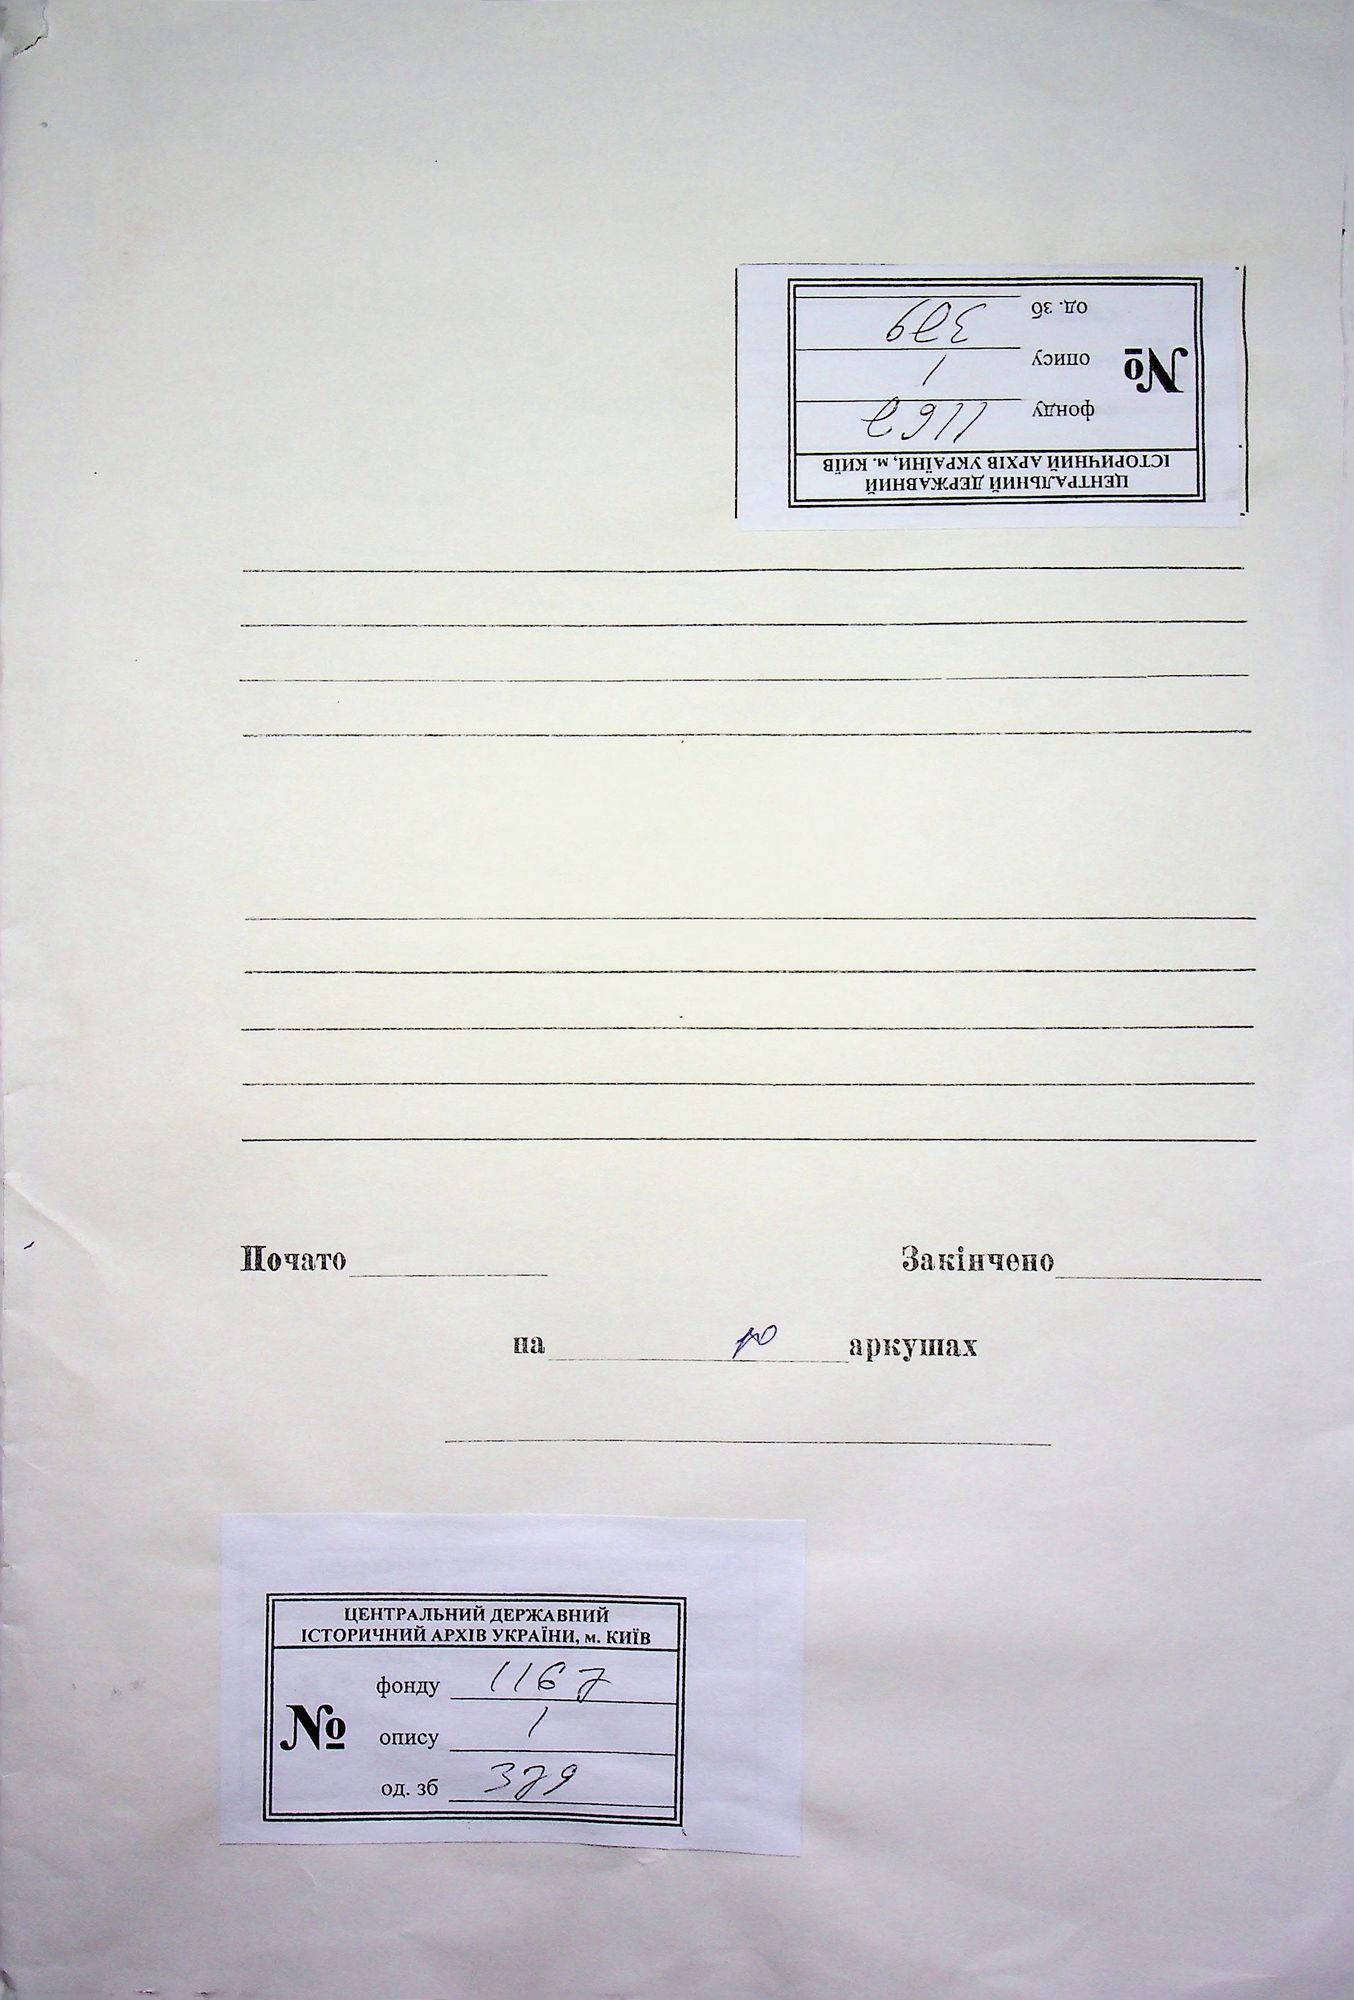 ЦЕНТРАЛЬНИЙ ДЕРЖАВНИЙ
ІСТОРИЧНИЙ АРХІВ УКРАЇНИ, м. КИЇВ
№
фонду 1167
опису 1
од. зб 379
Почато
Закінчено
на 10 аркушах
ЦЕНТРАЛЬНИЙ ДЕРЖАВНИЙ
ІСТОРИЧНИЙ АРХІВ УКРАЇНИ, м. КИЇВ
№
фонду 1167
опису 1
од. зб 379